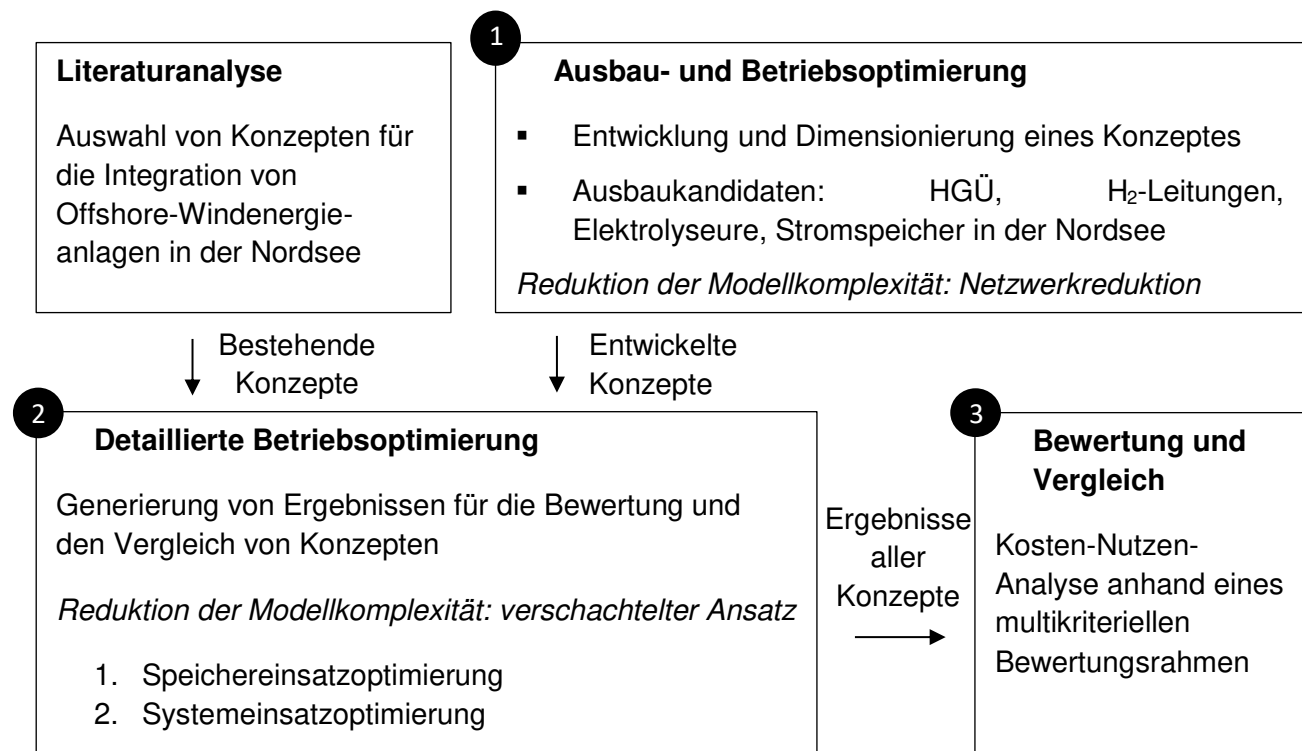 Literaturanalyse
Auswahl von Konzepten für
die Integration von
Offshore-Windenergie-
anlagen in der Nordsee
1
Ausbau- und Betriebsoptimierung
▪ Entwicklung und Dimensionierung eines Konzeptes
▪ Ausbaukandidaten: HGÜ, H₂-Leitungen,
Elektrolyseure, Stromspeicher in der Nordsee
Reduktion der Modellkomplexität: Netzwerkreduktion
Bestehende
Konzepte
Entwickelte
Konzepte
2
Detaillierte Betriebsoptimierung
Generierung von Ergebnissen für die Bewertung und
den Vergleich von Konzepten
Reduktion der Modellkomplexität: verschachtelter Ansatz
1. Speichereinsatzoptimierung
2. Systemeinsatzoptimierung
Ergebnisse
aller
Konzepte
3
Bewertung und
Vergleich
Kosten-Nutzen-
Analyse anhand eines
multikriteriellen
Bewertungsrahmen